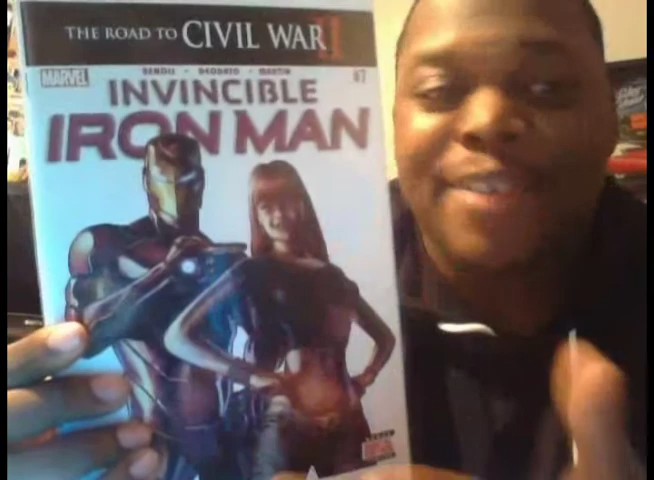 THE ROAD TO CIVIL WAR II
MARVEL
BENDIS • DEODATO • MARTIN
#7
INVINCIBLE
IRON MAN